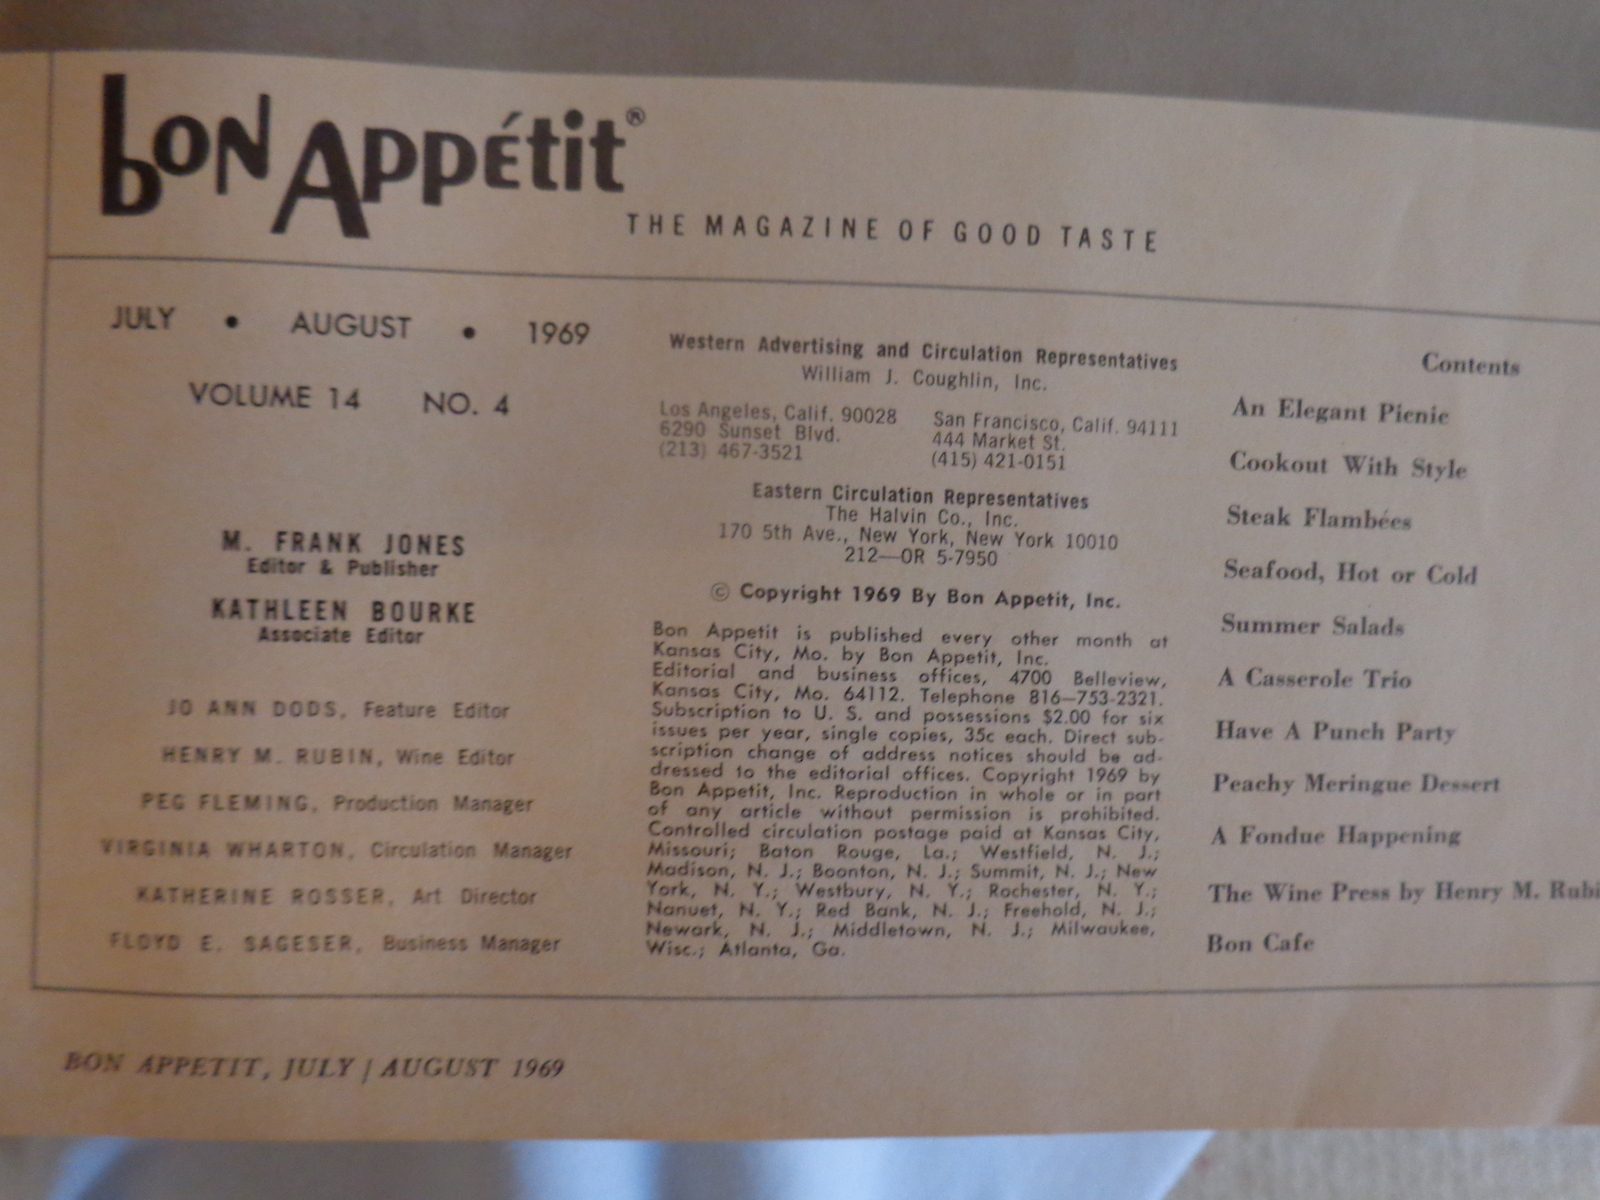 bon Appétit®
THE MAGAZINE OF GOOD TASTE
JULY • AUGUST • 1969
VOLUME 14 NO. 4
M. FRANK JONES
Editor & Publisher
KATHLEEN BOURKE
Associate Editor
JO ANN DODS, Feature Editor
HENRY M. RUBIN, Wine Editor
PEG FLEMING, Production Manager
VIRGINIA WHARTON, Circulation Manager
KATHERINE ROSSER, Art Director
FLOYD E. SAGESER, Business Manager
Western Advertising and Circulation Representatives
William J. Coughlin, Inc.
Los Angeles, Calif. 90028
6290 Sunset Blvd.
(213) 467-3521
San Francisco, Calif. 94111
444 Market St.
(415) 421-0151
Eastern Circulation Representatives
The Halvin Co., Inc.
170 5th Ave., New York, New York 10010
212—OR 5-7950
© Copyright 1969 By Bon Appetit, Inc.
Bon Appetit is published every other month at
Kansas City, Mo. by Bon Appetit, Inc.
Editorial and business offices, 4700 Belleview,
Kansas City, Mo. 64112. Telephone 816—753-2321.
Subscription to U. S. and possessions $2.00 for six
issues per year, single copies, 35c each. Direct sub-
scription change of address notices should be ad-
dressed to the editorial offices. Copyright 1969 by
Bon Appetit, Inc. Reproduction in whole or in part
of any article without permission is prohibited.
Controlled circulation postage paid at Kansas City,
Missouri; Baton Rouge, La.; Westfield, N. J.;
Madison, N. J.; Boonton, N. J.; Summit, N. J.; New
York, N. Y.; Westbury, N. Y.; Rochester, N. Y.;
Nanuet, N. Y.; Red Bank, N. J.; Freehold, N. J.;
Newark, N. J.; Middletown, N. J.; Milwaukee,
Wisc.; Atlanta, Ga.
Contents
An Elegant Picnic
Cookout With Style
Steak Flambées
Seafood, Hot or Cold
Summer Salads
A Casserole Trio
Have A Punch Party
Peachy Meringue Dessert
A Fondue Happening
The Wine Press by Henry M. Rubi
Bon Cafe
BON APPETIT, JULY / AUGUST 1969